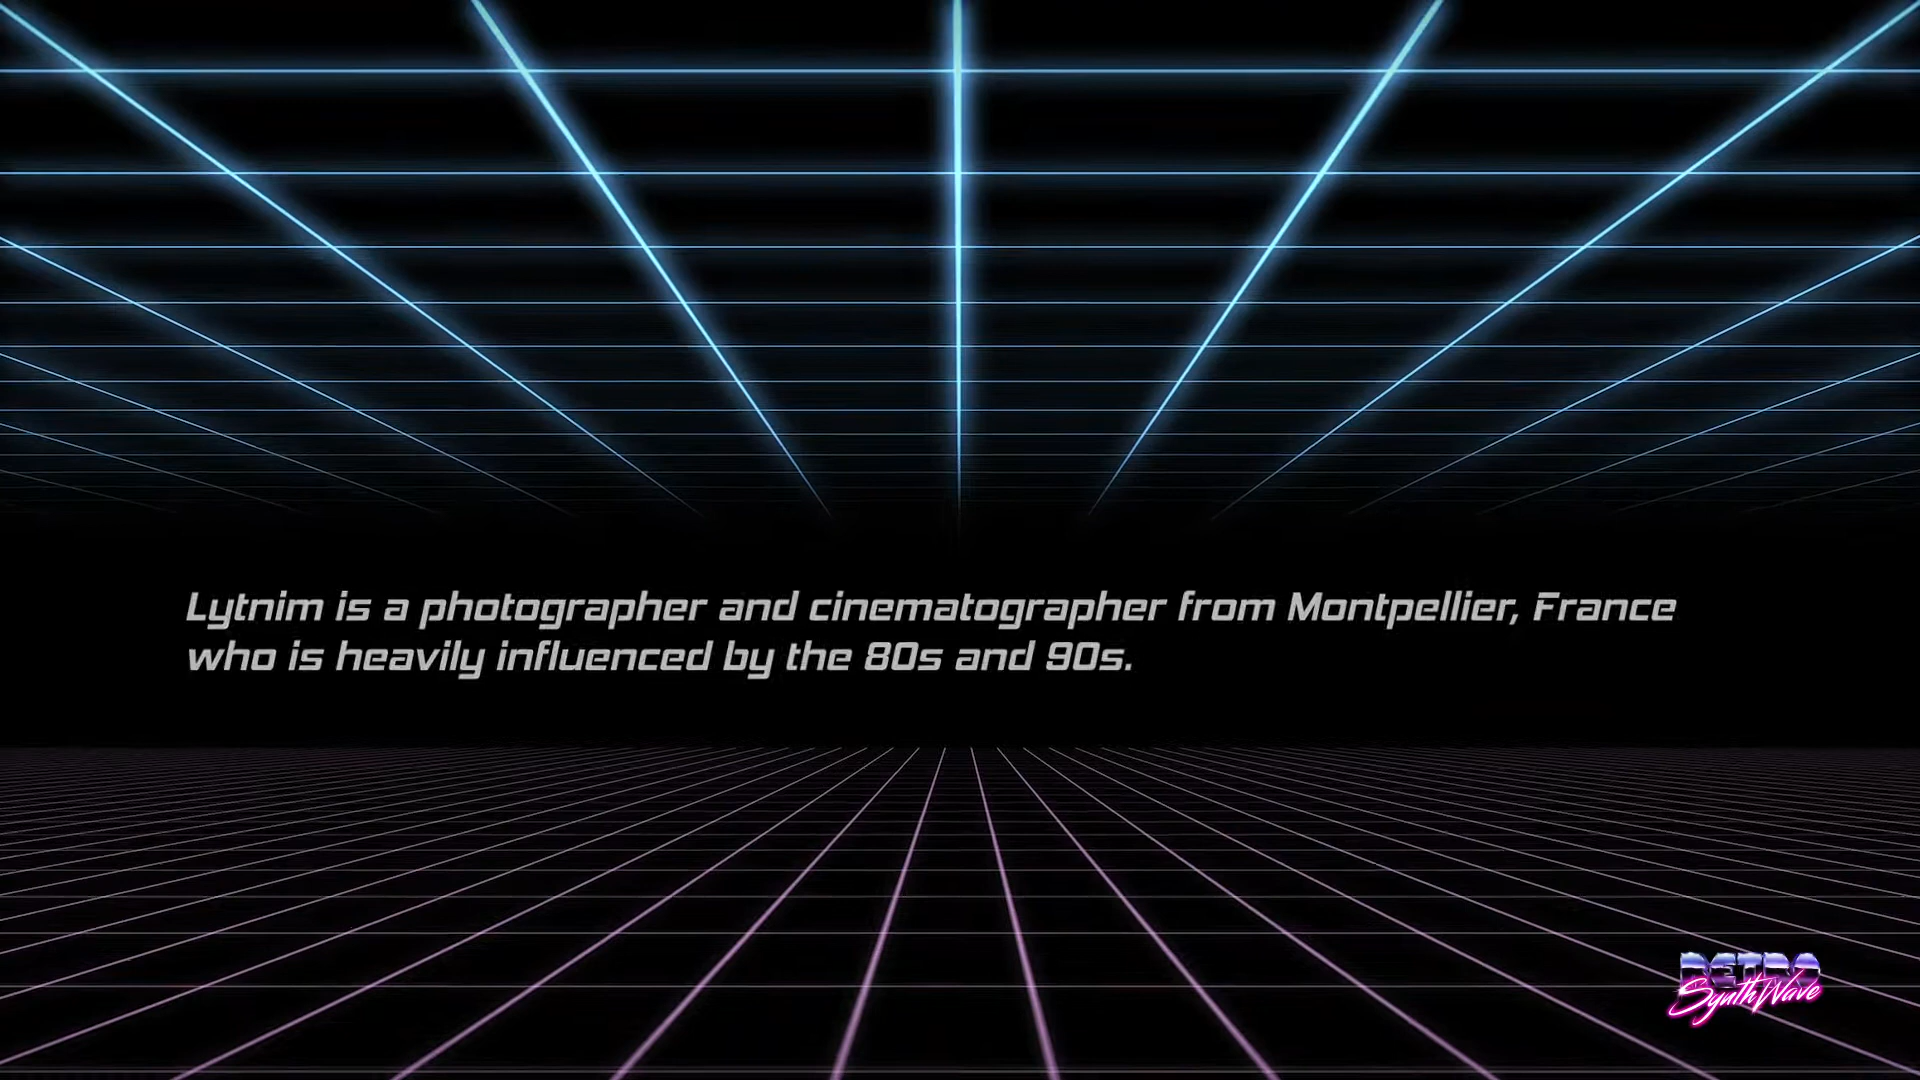 Lytnim is a photographer and cinematographer from Montpellier, France
who is heavily influenced by the 80s and 90s.
RETRO
SynthWave